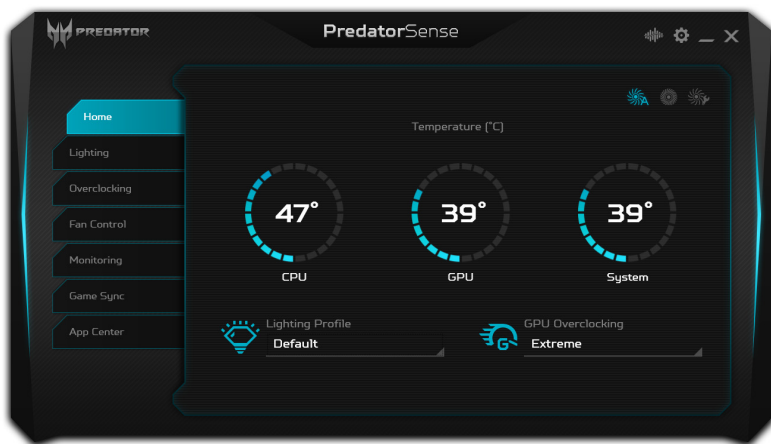 PREDATOR
PredatorSense
Home
Lighting
Overclocking
Fan Control
Monitoring
Game Sync
App Center
A
Temperature (°C)
47°
39°
39°
CPU
GPU
System
Lighting Profile
Default
G
GPU Overclocking
Extreme